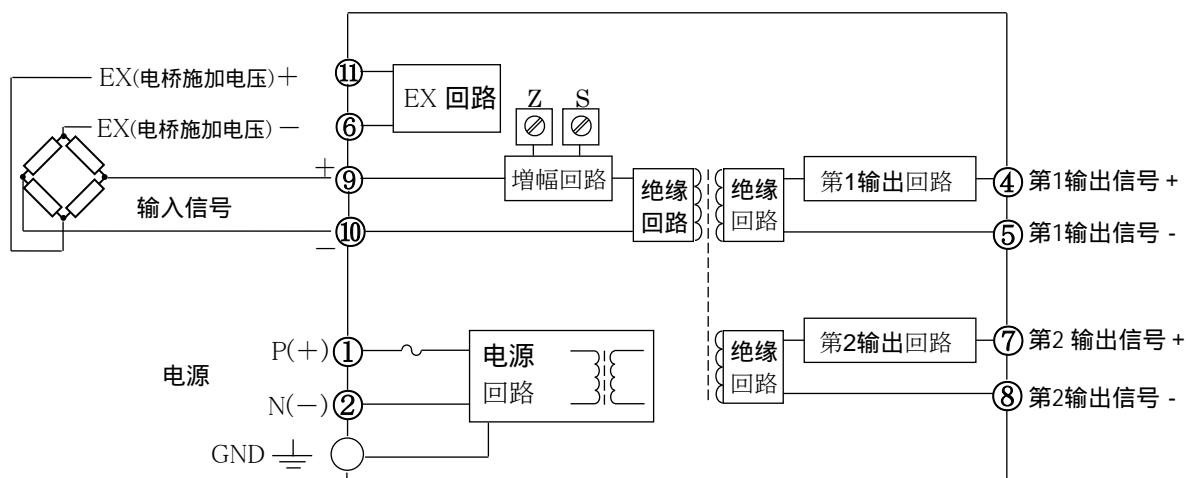 EX(电桥施加电压)＋
⑪
EX 回路
Z
S
EX(电桥施加电压)－
⑥
＋
⑨
増幅回路
绝缘
回路
绝缘
回路
第1输出回路
④ 第1输出信号 +
输入信号
⑩
－
⑤ 第1输出信号 -
电源
P(＋) ①
电源
回路
绝缘
回路
第2输出回路
⑦ 第2 输出信号 +
N(－) ②
⑧ 第2输出信号 -
GND